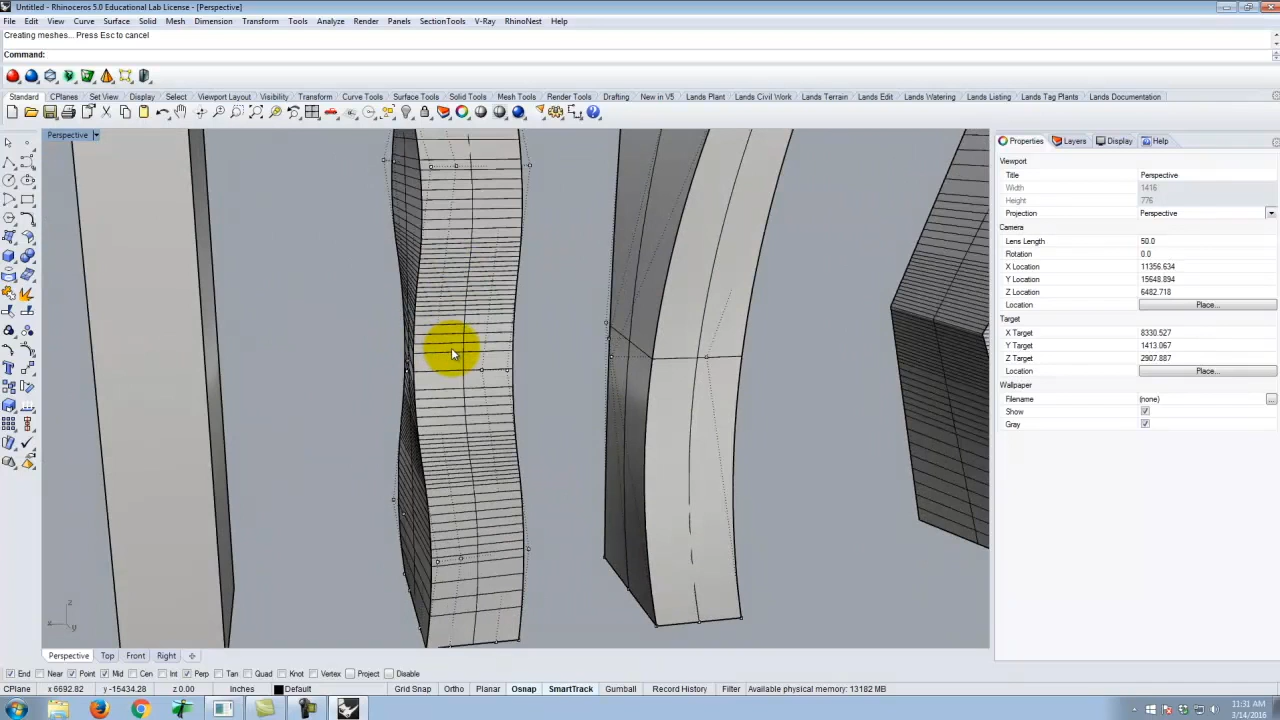 Untitled - Rhinoceros 5.0 Educational Lab License - [Perspective]
File Edit View Curve Surface Solid Mesh Dimension Transform Tools Analyze Render Panels SectionTools V-Ray RhinoNest Help
Creating meshes... Press Esc to cancel
Command:
Standard CPlanes Set View Display Select Viewport Layout Visibility Transform Curve Tools Surface Tools Solid Tools Mesh Tools Render Tools Drafting New in V5 Lands Plant Lands Civil Work Lands Terrain Lands Edit Lands Watering Lands Listing Lands Tag Plants Lands Documentation
Perspective
Properties Layers Display Help
Viewport
Title Perspective
Width 1416
Height 776
Projection Perspective
Camera
Lens Length 50.0
Rotation 0.0
X Location 11356.634
Y Location 15648.894
Z Location 6482.718
Location Place...
Target
X Target 8330.527
Y Target 1413.067
Z Target 2907.887
Location Place...
Wallpaper
Filename (none) ...
Show
Gray
z
x
y
Perspective Top Front Right
End Near Point Mid Cen Int Perp Tan Quad Knot Vertex Project Disable
CPlane x 6692.82 y -15434.28 z 0.00 Inches Default Grid Snap Ortho Planar Osnap SmartTrack Gumball Record History Filter Available physical memory: 13182 MB
11:31 AM
3/14/2016